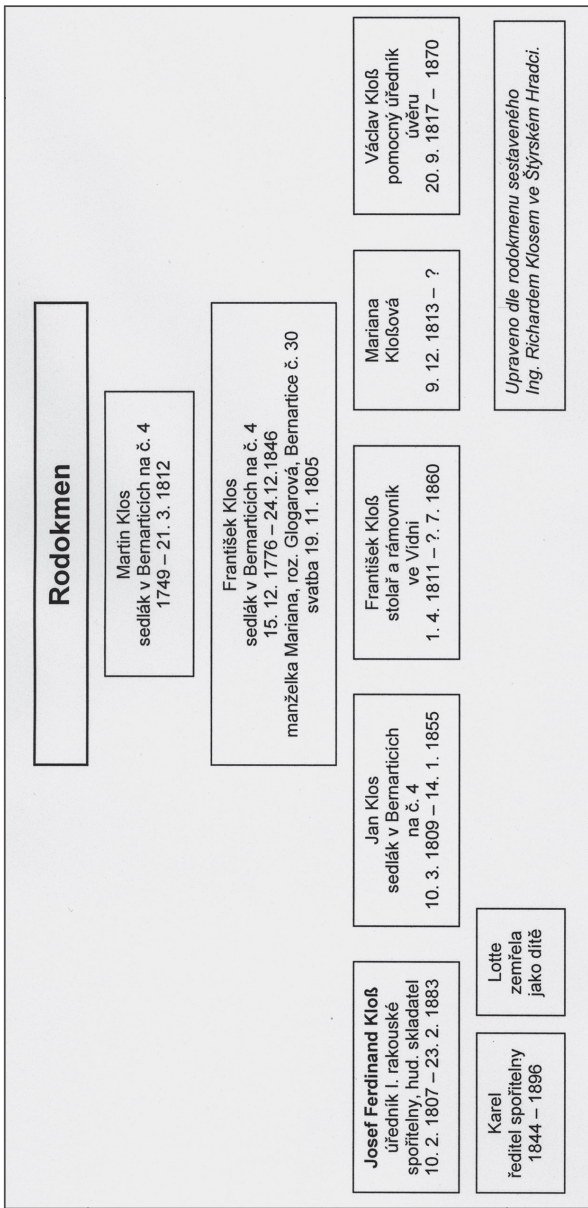 Rodokmen
Martin Klos
sedlák v Bernarticích na č. 4
1749 – 21. 3. 1812
František Klos
sedlák v Bernarticích na č. 4
15. 12. 1776 – 24.12.1846
manželka Mariana, roz. Glogarová, Bernartice č. 30
svatba 19. 11. 1805
Josef Ferdinand Kloß
úředník I. rakouské
spořitelny, hud. skladatel
10. 2. 1807 – 23. 2. 1883
Jan Klos
sedlák v Bernarticích
na č. 4
10. 3. 1809 – 14. 1. 1855
František Kloß
stolař a rámovník
ve Vídni
1. 4. 1811 – ?. 7. 1860
Mariana
Kloßová
9. 12. 1813 – ?
Václav Kloß
pomocný úředník
úvěru
20. 9. 1817 – 1870
Karel
ředitel spořitelny
1844 – 1896
Lotte
zemřela
jako dítě
Upraveno dle rodokmenu sestaveného
Ing. Richardem Klosem ve Štýrském Hradci.